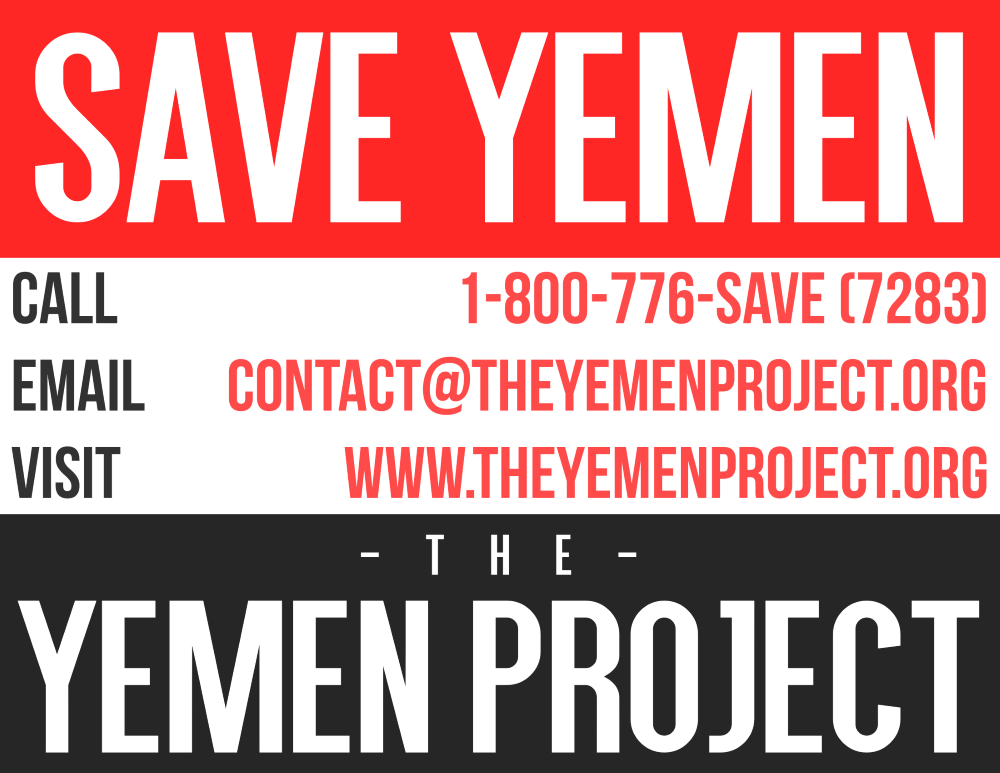 SAVE YEMEN
CALL 1-800-776-SAVE (7283)
EMAIL CONTACT@THEYEMENPROJECT.ORG
VISIT WWW.THEYEMENPROJECT.ORG
- THE -
YEMEN PROJECT